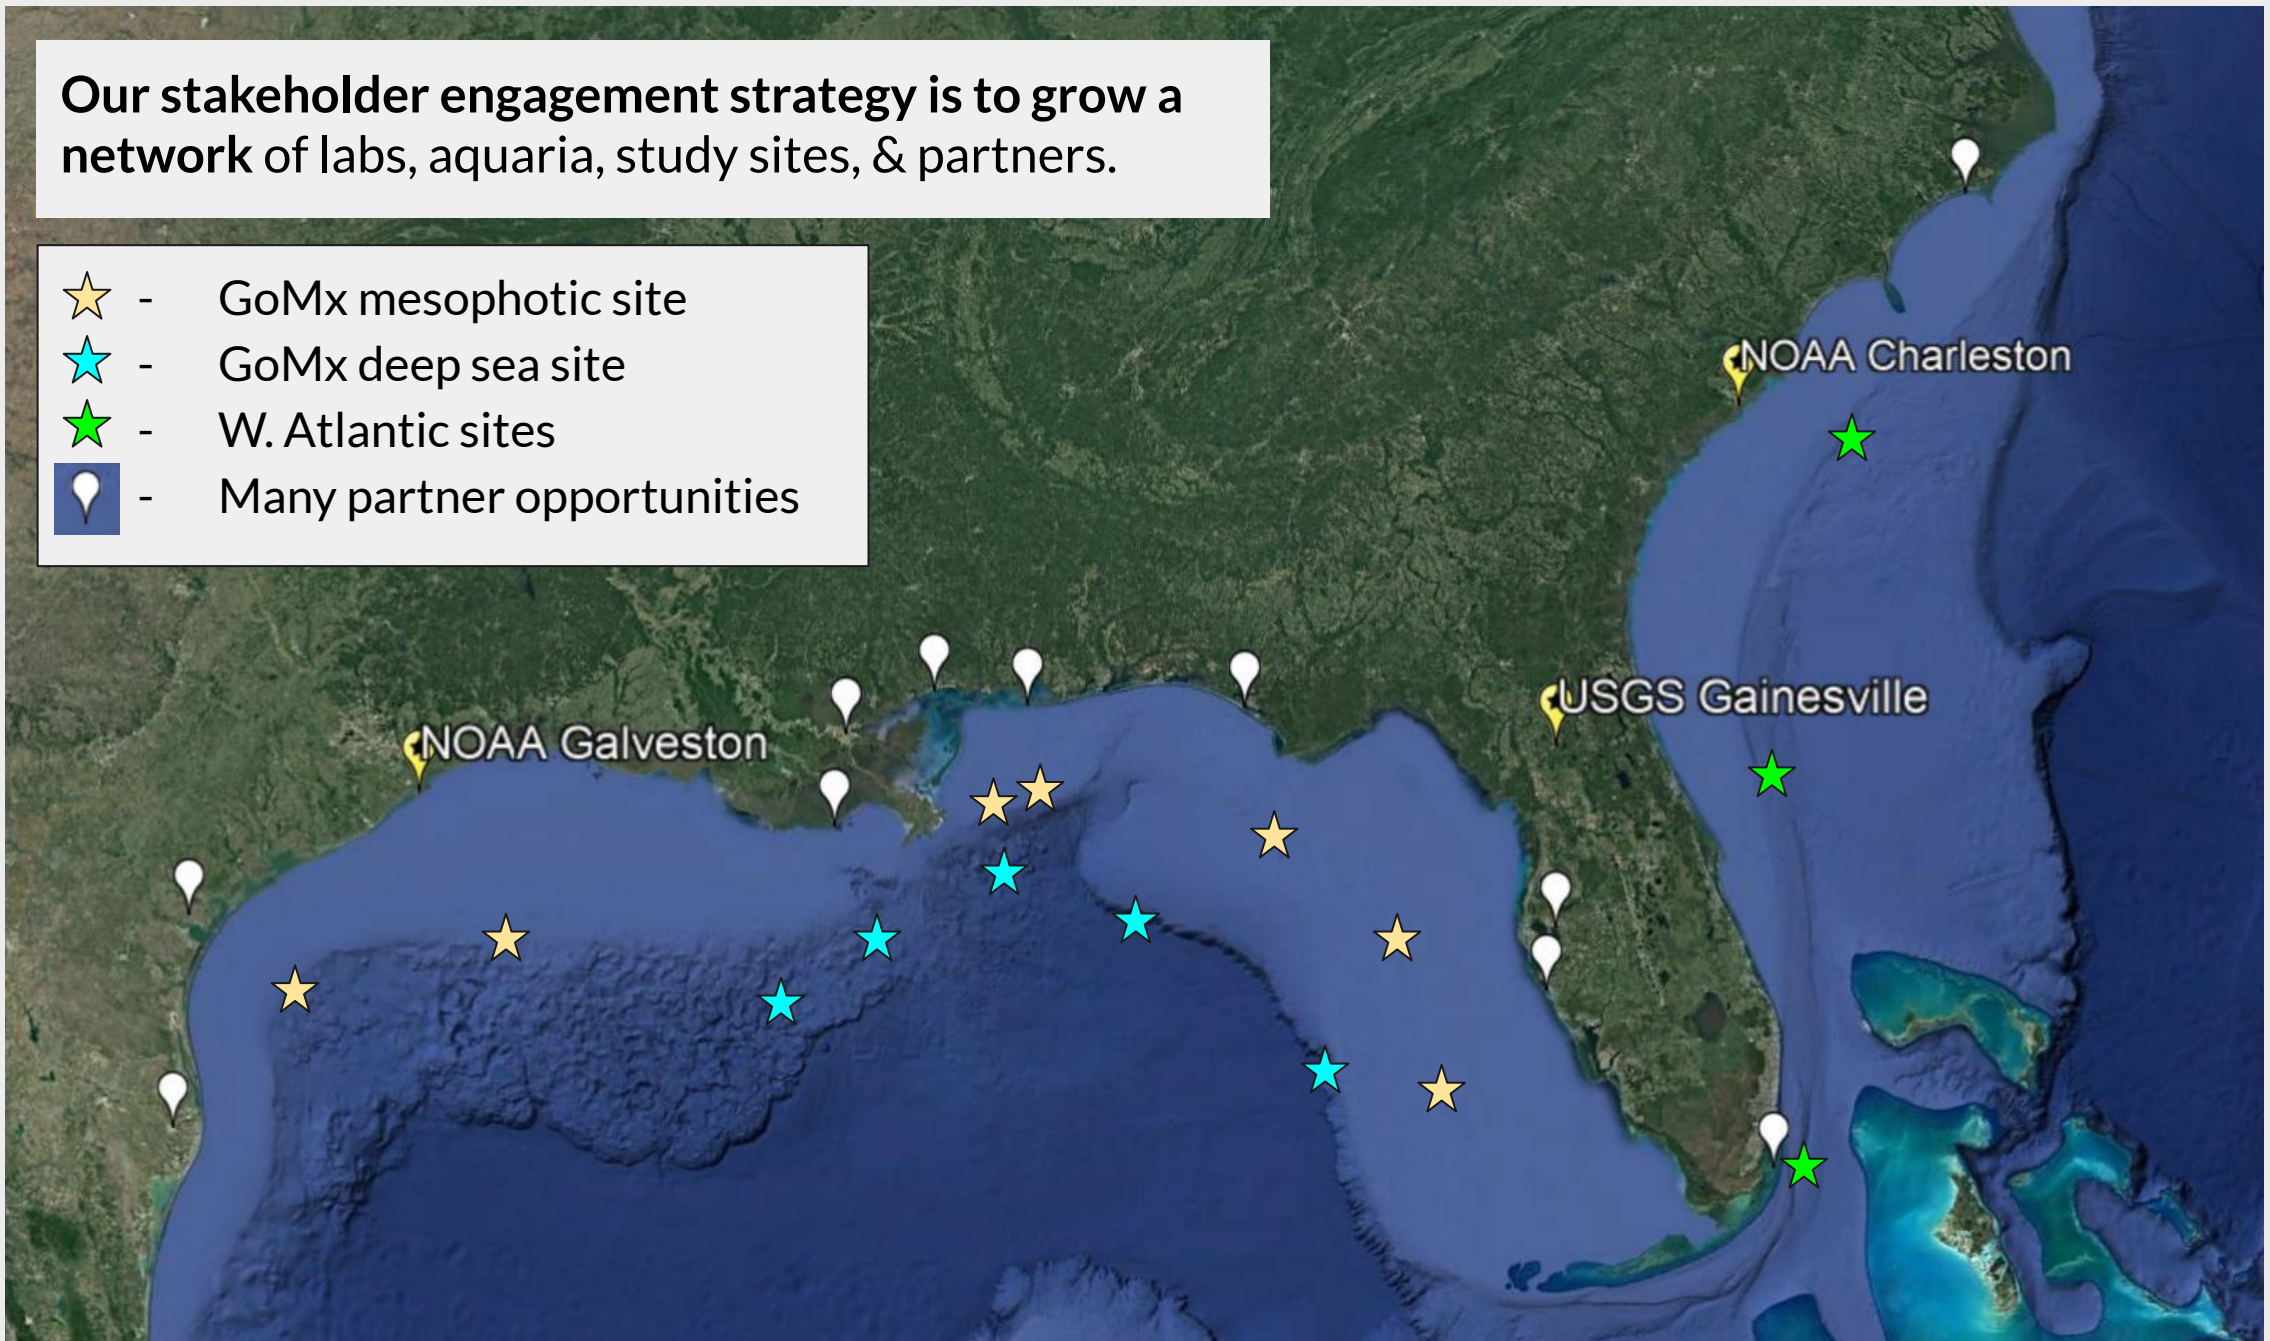 Our stakeholder engagement strategy is to grow a
network of labs, aquaria, study sites, & partners.
- GoMx mesophotic site
- GoMx deep sea site
- W. Atlantic sites
- Many partner opportunities
NOAA Charleston
USGS Gainesville
NOAA Galveston